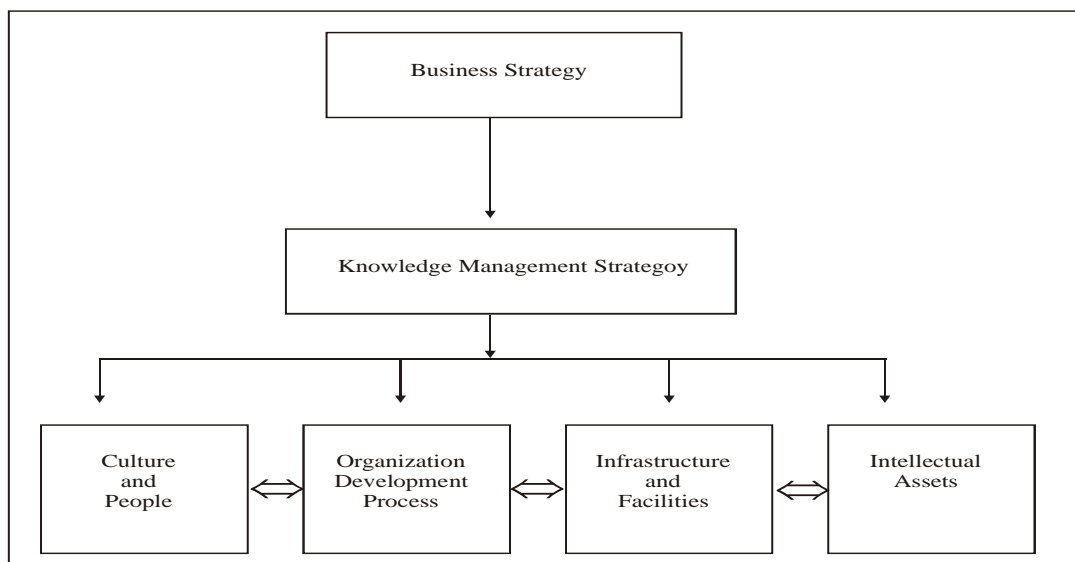 Business Strategy
Knowledge Management Strategoy
Culture
and
People
Organization
Development
Process
Infrastructure
and
Facilities
Intellectual
Assets